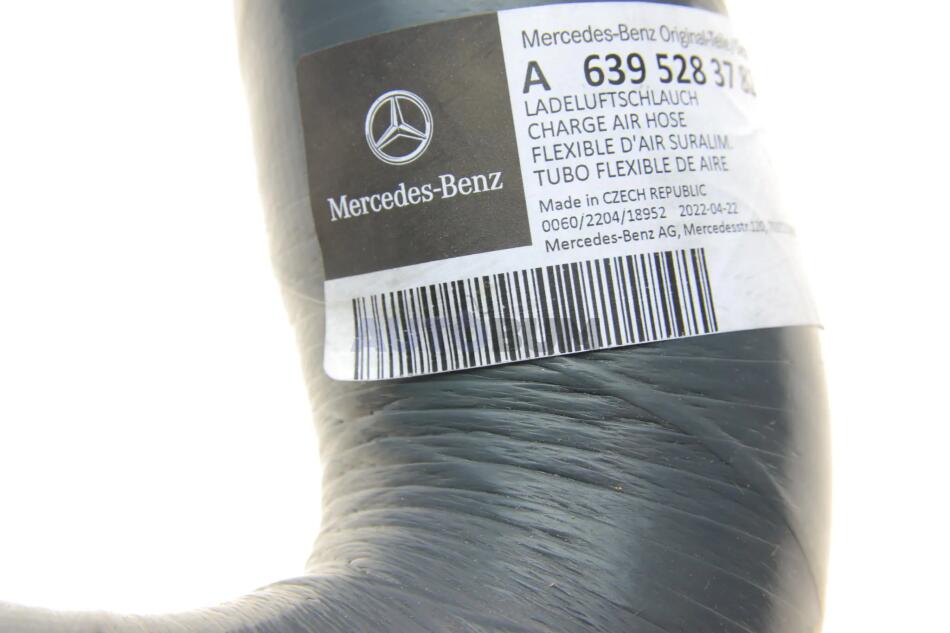 Mercedes-Benz
Mercedes-Benz Original-Teile
A 639 528 37 82
LADELUFTSCHLAUCH
CHARGE AIR HOSE
FLEXIBLE D'AIR SURALIM.
TUBO FLEXIBLE DE AIRE
Made in CZECH REPUBLIC
0060/2204/18952 2022-04-22
Mercedes-Benz AG, Mercedesstr.120,
AUTOBUM